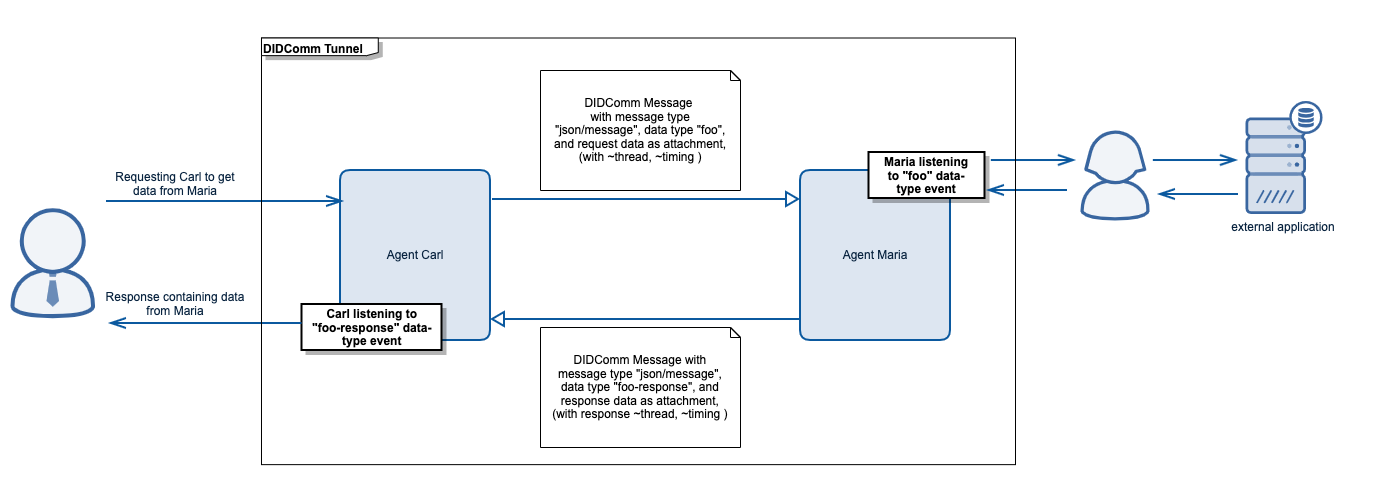 DIDComm Tunnel
DIDComm Message
with message type
"json/message", data type "foo",
and request data as attachment,
(with ~thread, ~timing )
Maria listening
to "foo" data-
type event
Requesting Carl to get
data from Maria
external application
Agent Carl
Agent Maria
Response containing data
from Maria
Carl listening to
"foo-response" data-
type event
DIDComm Message with
message type "json/message",
data type "foo-response", and
response data as attachment,
(with response ~thread, ~timing )